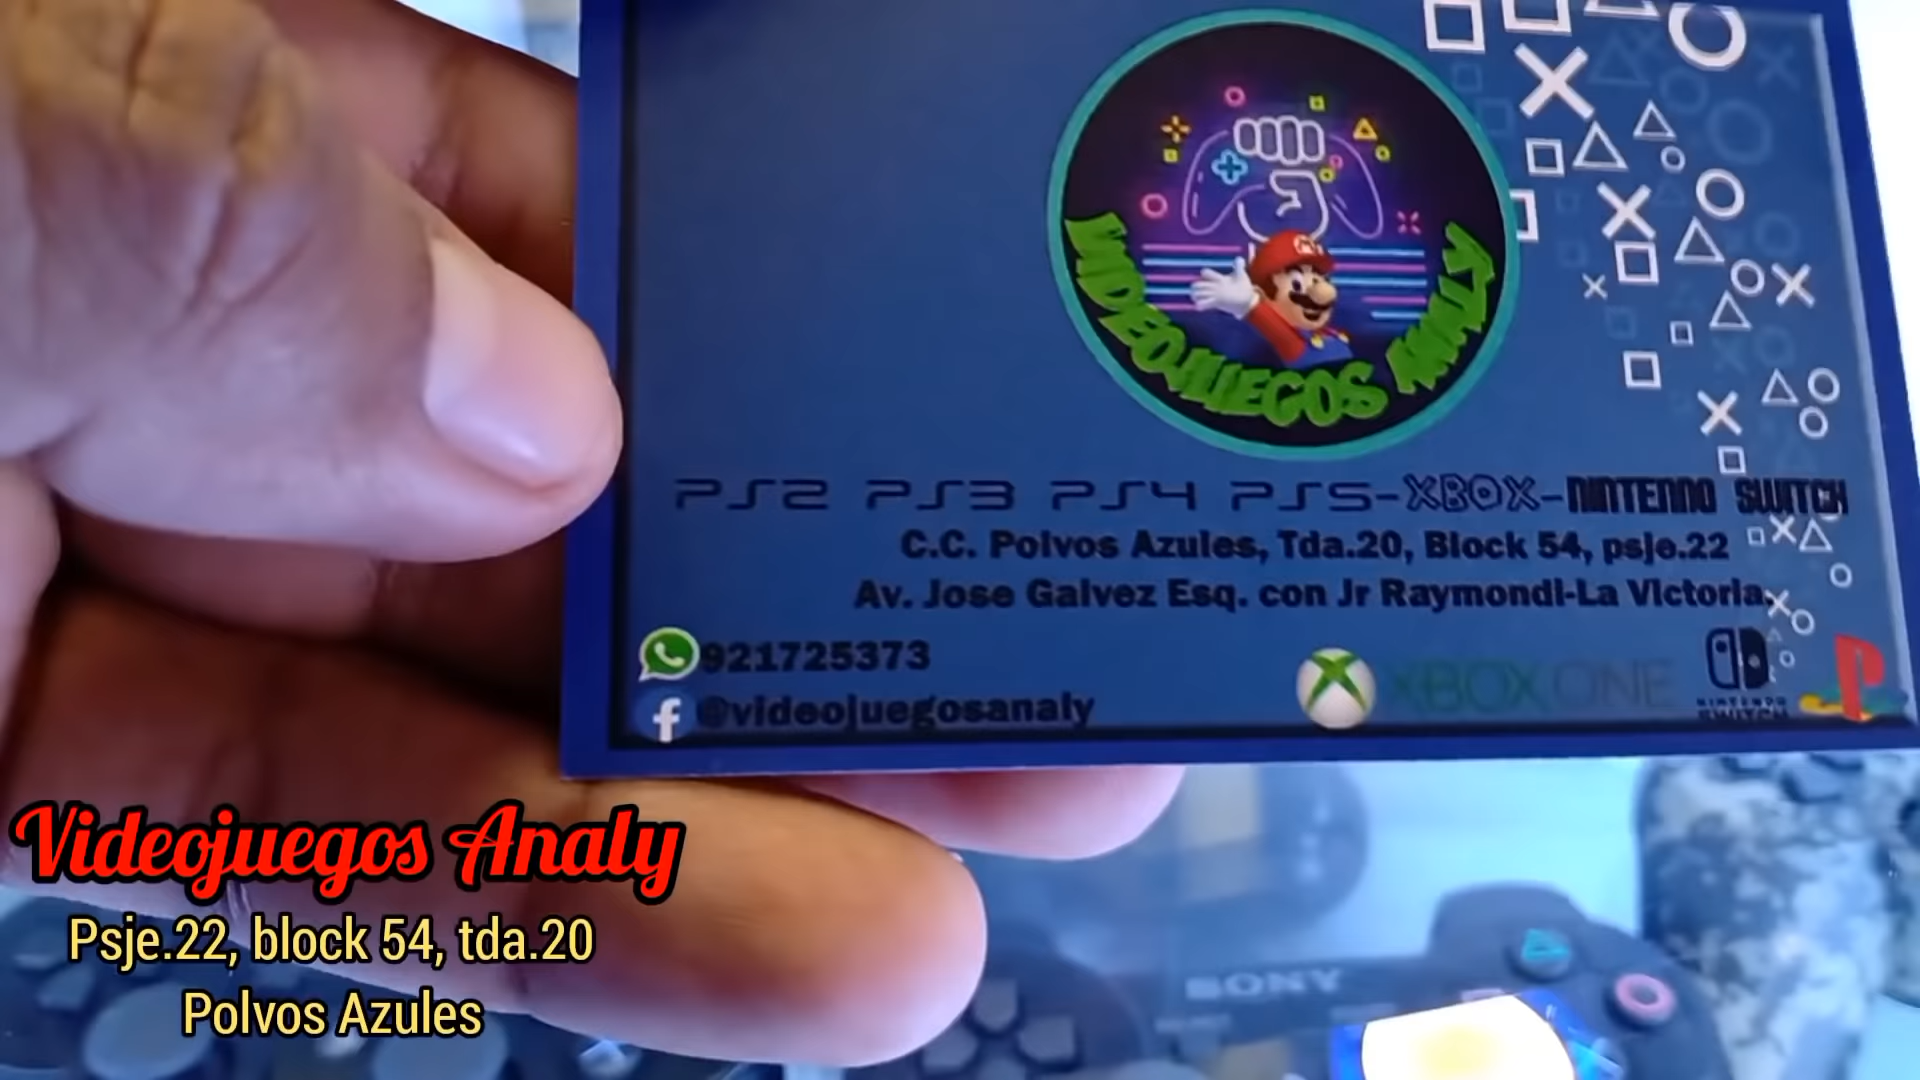 VIDEOJUEGOS ANALY
PS2 PS3 PS4 PS5-XBOX-NINTENDO SWITCH
C.C. Polvos Azules, Tda.20, Block 54, psje.22
Av. Jose Galvez Esq. con Jr Raymondi-La Victoria
921725373
@videojuegosanaly
XBOX ONE
NINTENDO
SWITCH
Videojuegos Analy
Psje.22, block 54, tda.20
Polvos Azules
SONY